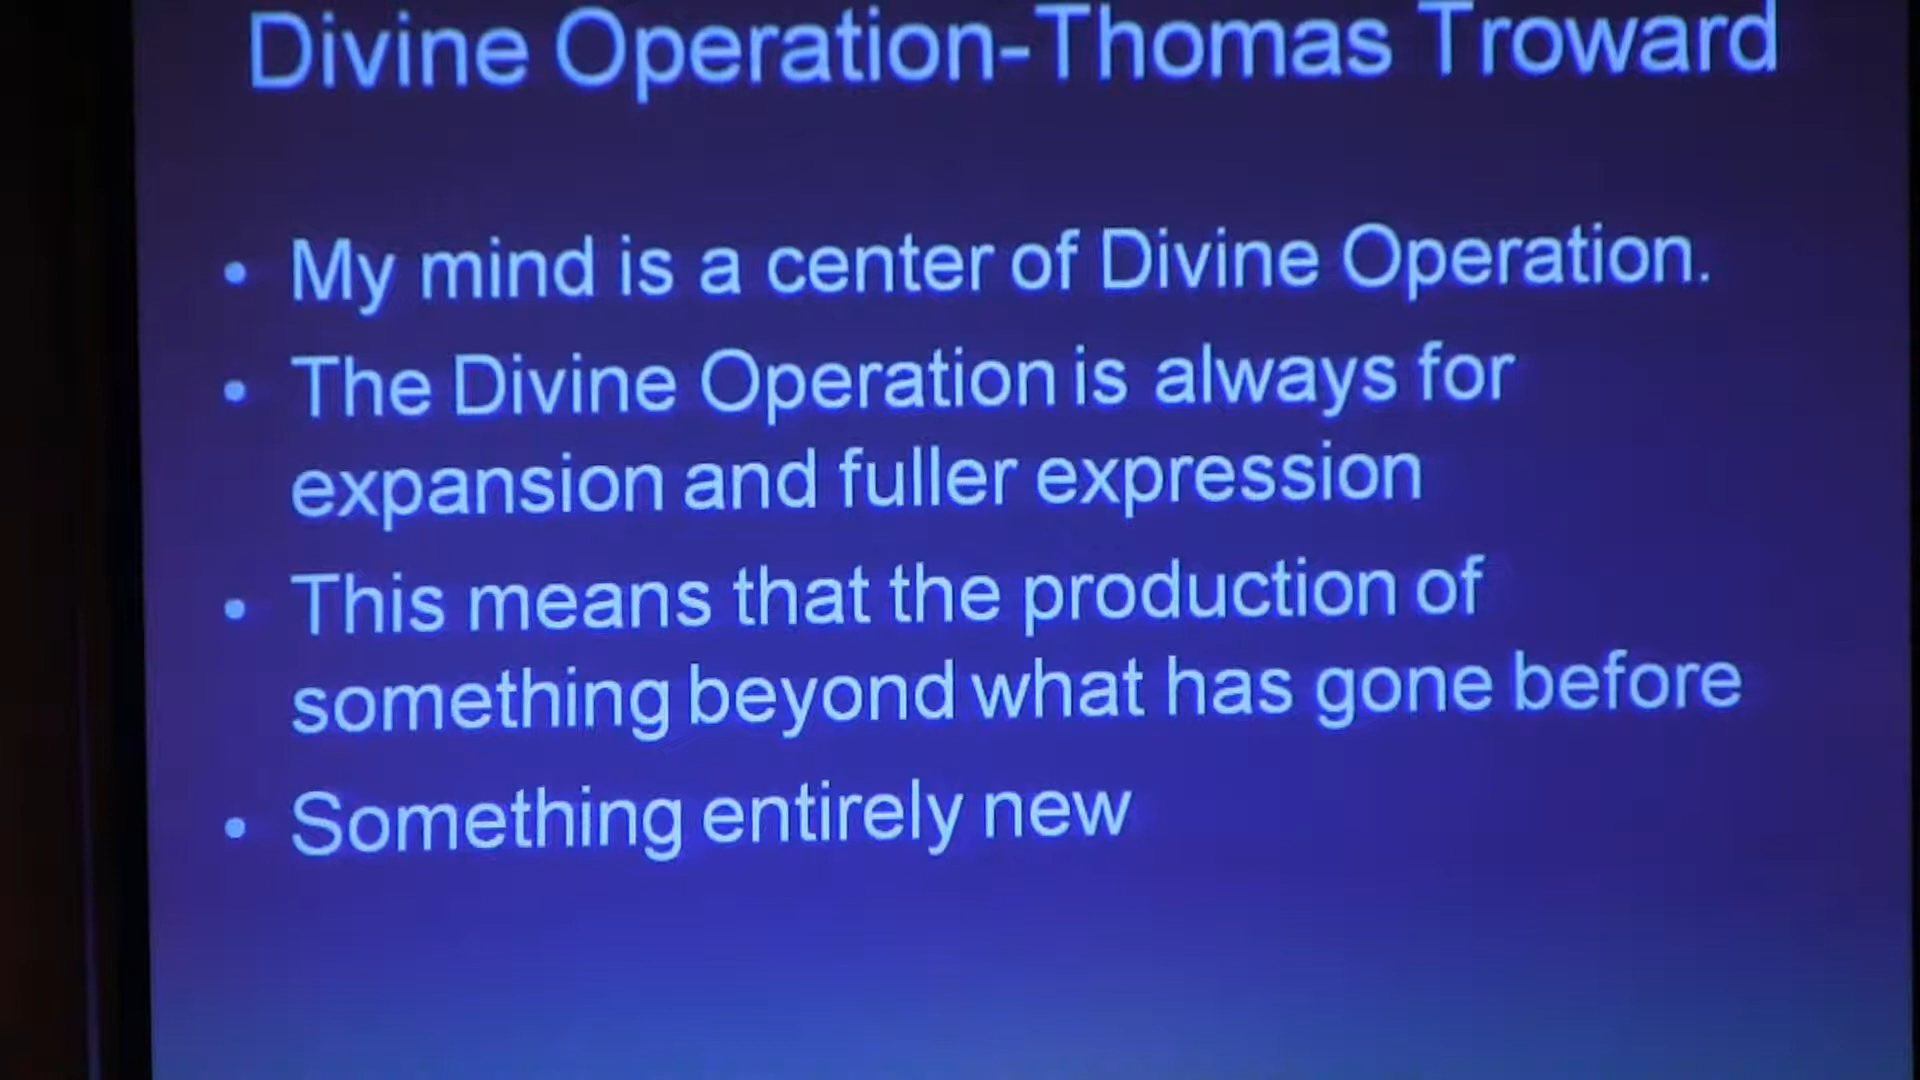 Divine Operation-Thomas Troward
• My mind is a center of Divine Operation.
• The Divine Operation is always for
expansion and fuller expression
• This means that the production of
something beyond what has gone before
• Something entirely new